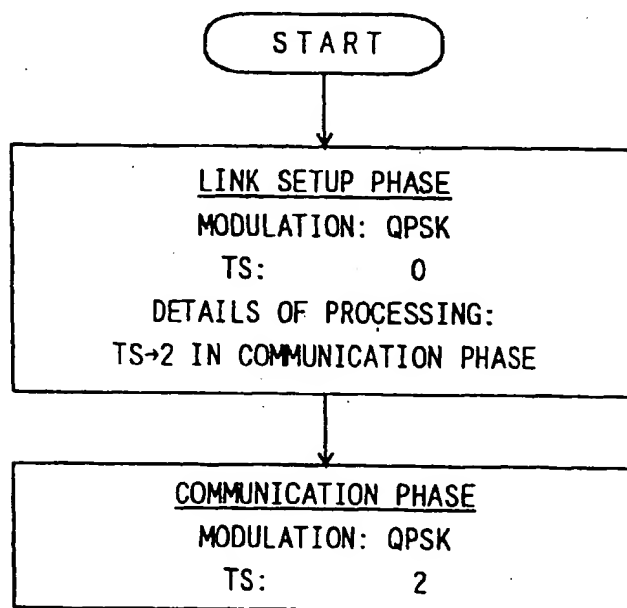 START
LINK SETUP PHASE
MODULATION: QPSK
TS: 0
DETAILS OF PROCESSING:
TS→2 IN COMMUNICATION PHASE
COMMUNICATION PHASE
MODULATION: QPSK
TS: 2